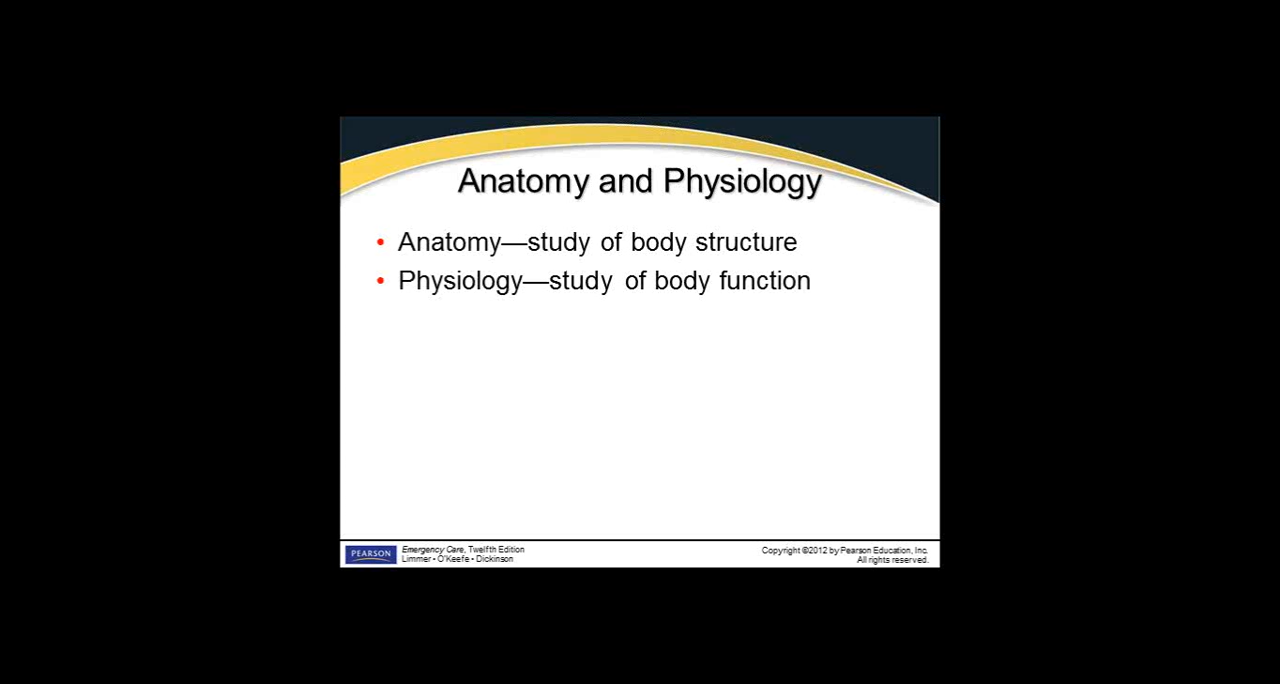 Anatomy and Physiology
• Anatomy—study of body structure
• Physiology—study of body function
PEARSON
Emergency Care, Twelfth Edition
Limmer • O'Keefe • Dickinson
Copyright ©2012 by Pearson Education, Inc.
All rights reserved.